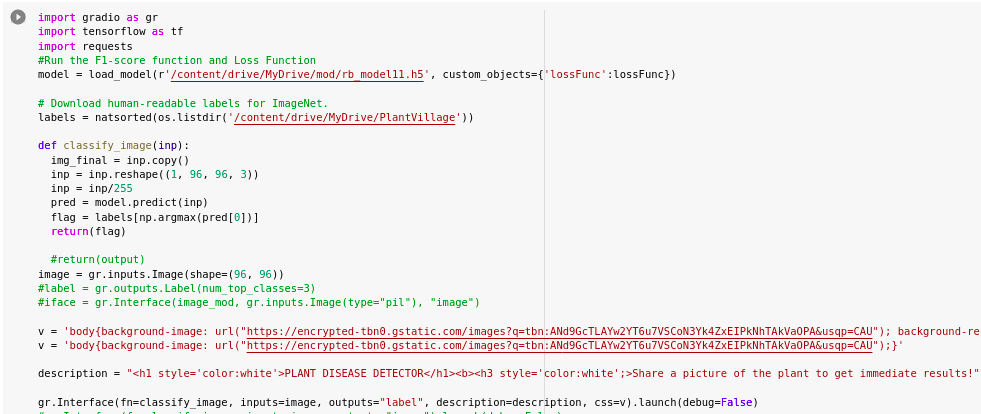 import gradio as gr
import tensorflow as tf
import requests
#Run the F1-score function and Loss Function
model = load_model(r'/content/drive/MyDrive/mod/rb_model11.h5', custom_objects={'lossFunc':lossFunc})
# Download human-readable labels for ImageNet.
labels = natsorted(os.listdir('/content/drive/MyDrive/PlantVillage'))
def classify_image(inp):
  img_final = inp.copy()
  inp = inp.reshape((1, 96, 96, 3))
  inp = inp/255
  pred = model.predict(inp)
  flag = labels[np.argmax(pred[0])]
  return(flag)
  #return(output)
image = gr.inputs.Image(shape=(96, 96))
#label = gr.outputs.Label(num_top_classes=3)
#iface = gr.Interface(image_mod, gr.inputs.Image(type="pil"), "image")
v = 'body{background-image: url("https://encrypted-tbn0.gstatic.com/images?q=tbn:ANd9GcTLAYw2YT6u7VSCoN3Yk4ZxEIPkNhTAkVaOPA&usqp=CAU"); background-re
v = 'body{background-image: url("https://encrypted-tbn0.gstatic.com/images?q=tbn:ANd9GcTLAYw2YT6u7VSCoN3Yk4ZxEIPkNhTAkVaOPA&usqp=CAU");}'
description = "<h1 style='color:white'>PLANT DISEASE DETECTOR</h1><b><h3 style='color:white';>Share a picture of the plant to get immediate results!"
gr.Interface(fn=classify_image, inputs=image, outputs="label", description=description, css=v).launch(debug=False)